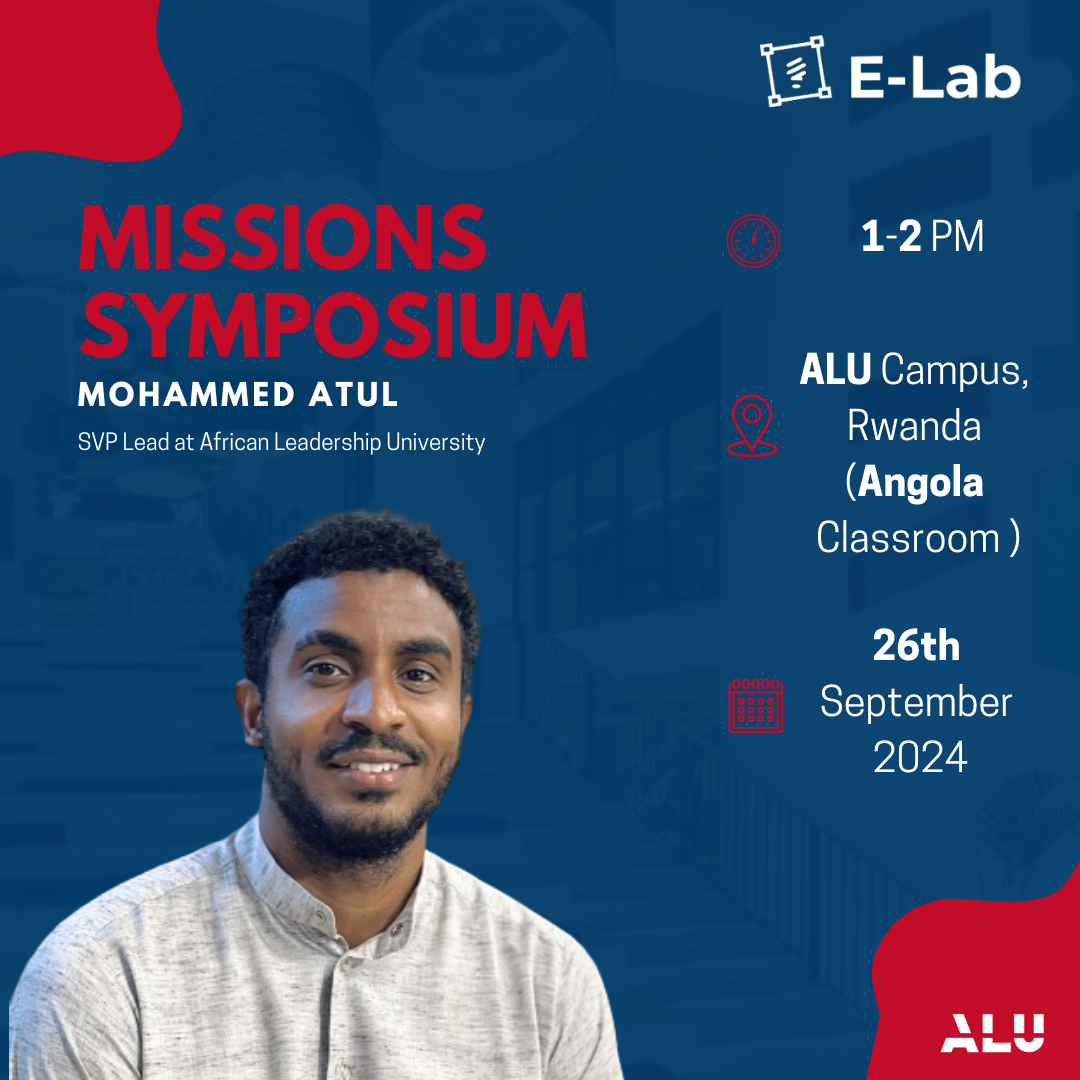 E-Lab
MISSIONS
SYMPOSIUM
MOHAMMED ATUL
SVP Lead at African Leadership University
1-2 PM
ALU Campus,
Rwanda
(Angola
Classroom )
26th
September
2024
ALU